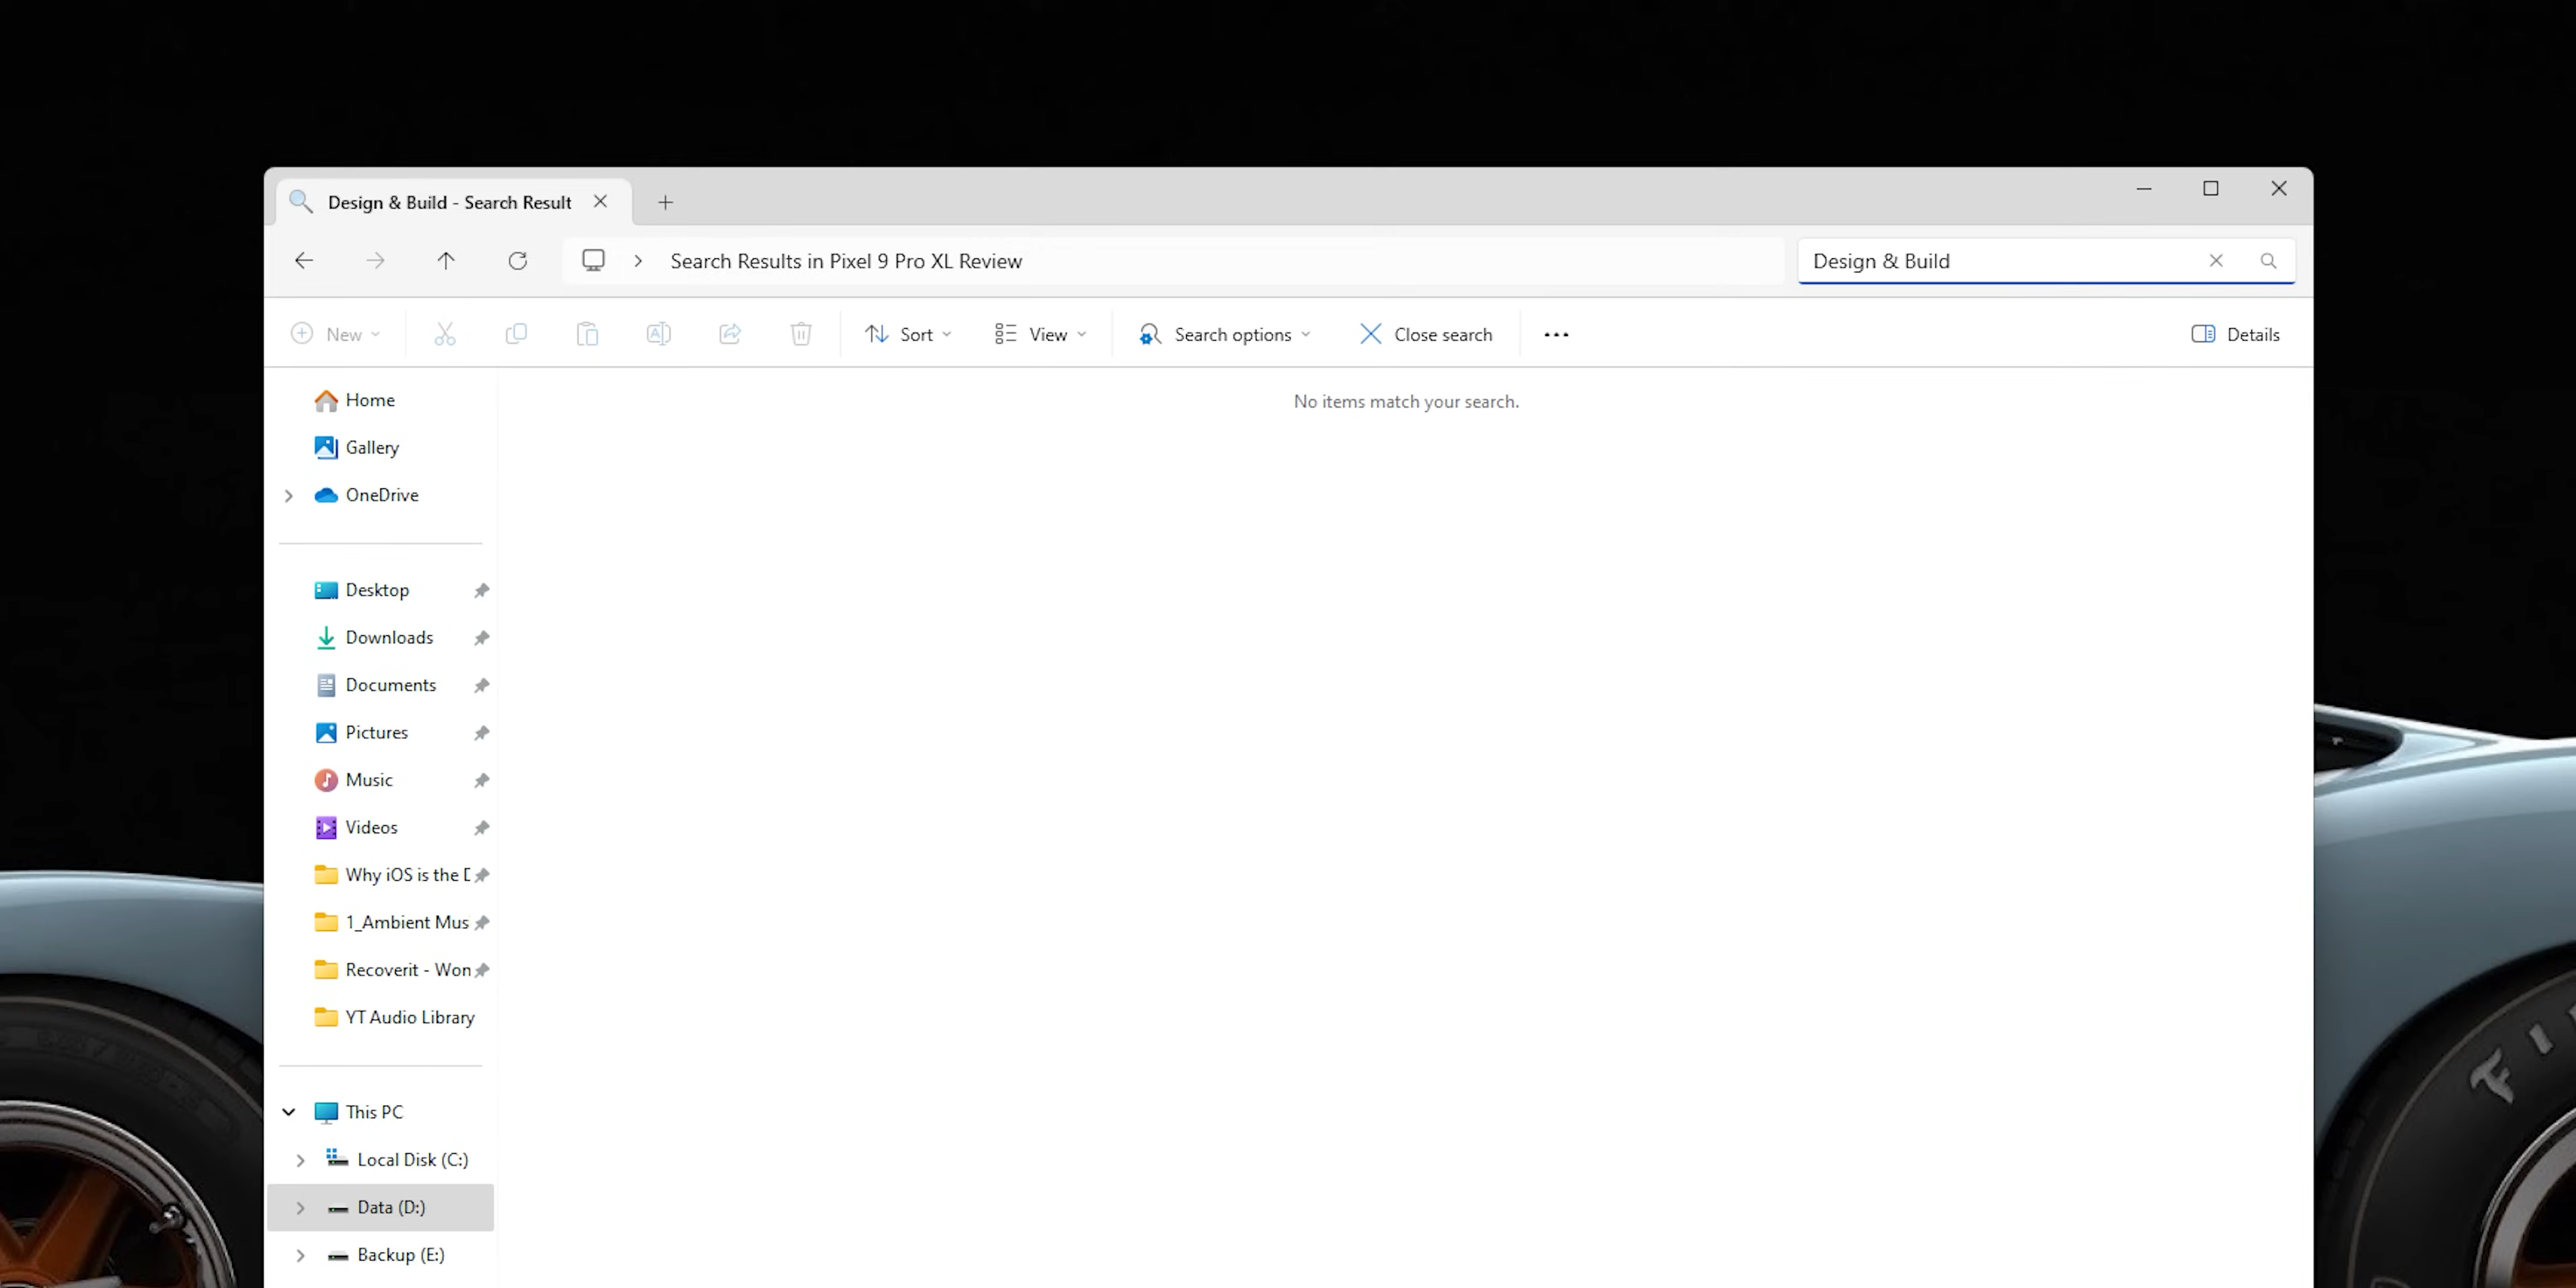 Design & Build - Search Result
Search Results in Pixel 9 Pro XL Review
Design & Build
New
Sort
View
Search options
Close search
Details
Home
No items match your search.
Gallery
OneDrive
Desktop
Downloads
Documents
Pictures
Music
Videos
Why iOS is the D
1_Ambient Mus
Recoverit - Won
YT Audio Library
This PC
Local Disk (C:)
Data (D:)
Backup (E:)